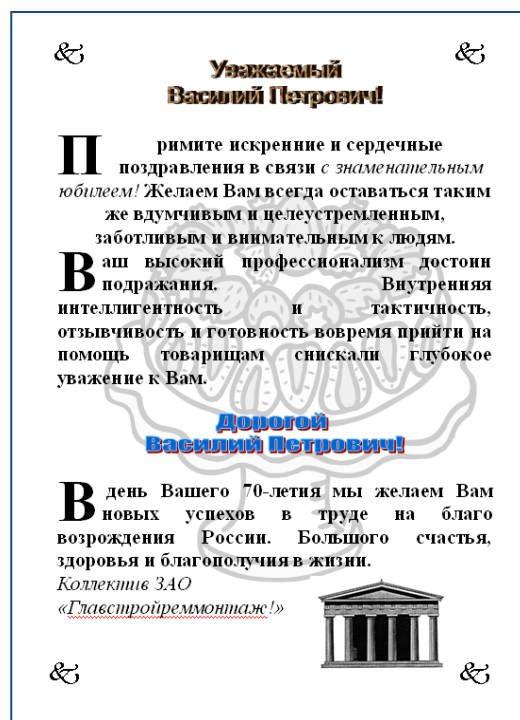 & &
Уважаемый
Василий Петрович!
Примите искренние и сердечные
поздравления в связи с знаменательным
юбилеем! Желаем Вам всегда оставаться таким
же вдумчивым и целеустремленным,
заботливым и внимательным к людям.
Ваш высокий профессионализм достоин
подражания. Внутренняя
интеллигентность и тактичность,
отзывчивость и готовность вовремя прийти на
помощь товарищам снискали глубокое
уважение к Вам.
Дорогой
Василий Петрович!
В день Вашего 70-летия мы желаем Вам
новых успехов в труде на благо
возрождения России. Большого счастья,
здоровья и благополучия в жизни.
Коллектив ЗАО
«Главстройреммонтаж!»
& &